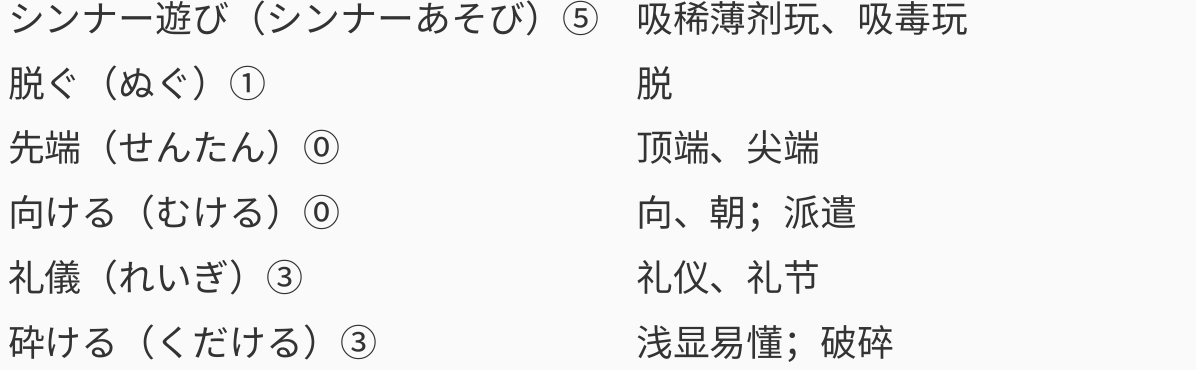 シンナー遊び（シンナーあそび）⑤ 吸稀薄剂玩、吸毒玩
脱ぐ（ぬぐ）① 脱
先端（せんたん）⓪ 顶端、尖端
向ける（むける）⓪ 向、朝；派遣
礼儀（れいぎ）③ 礼仪、礼节
砕ける（くだける）③ 浅显易懂；破碎